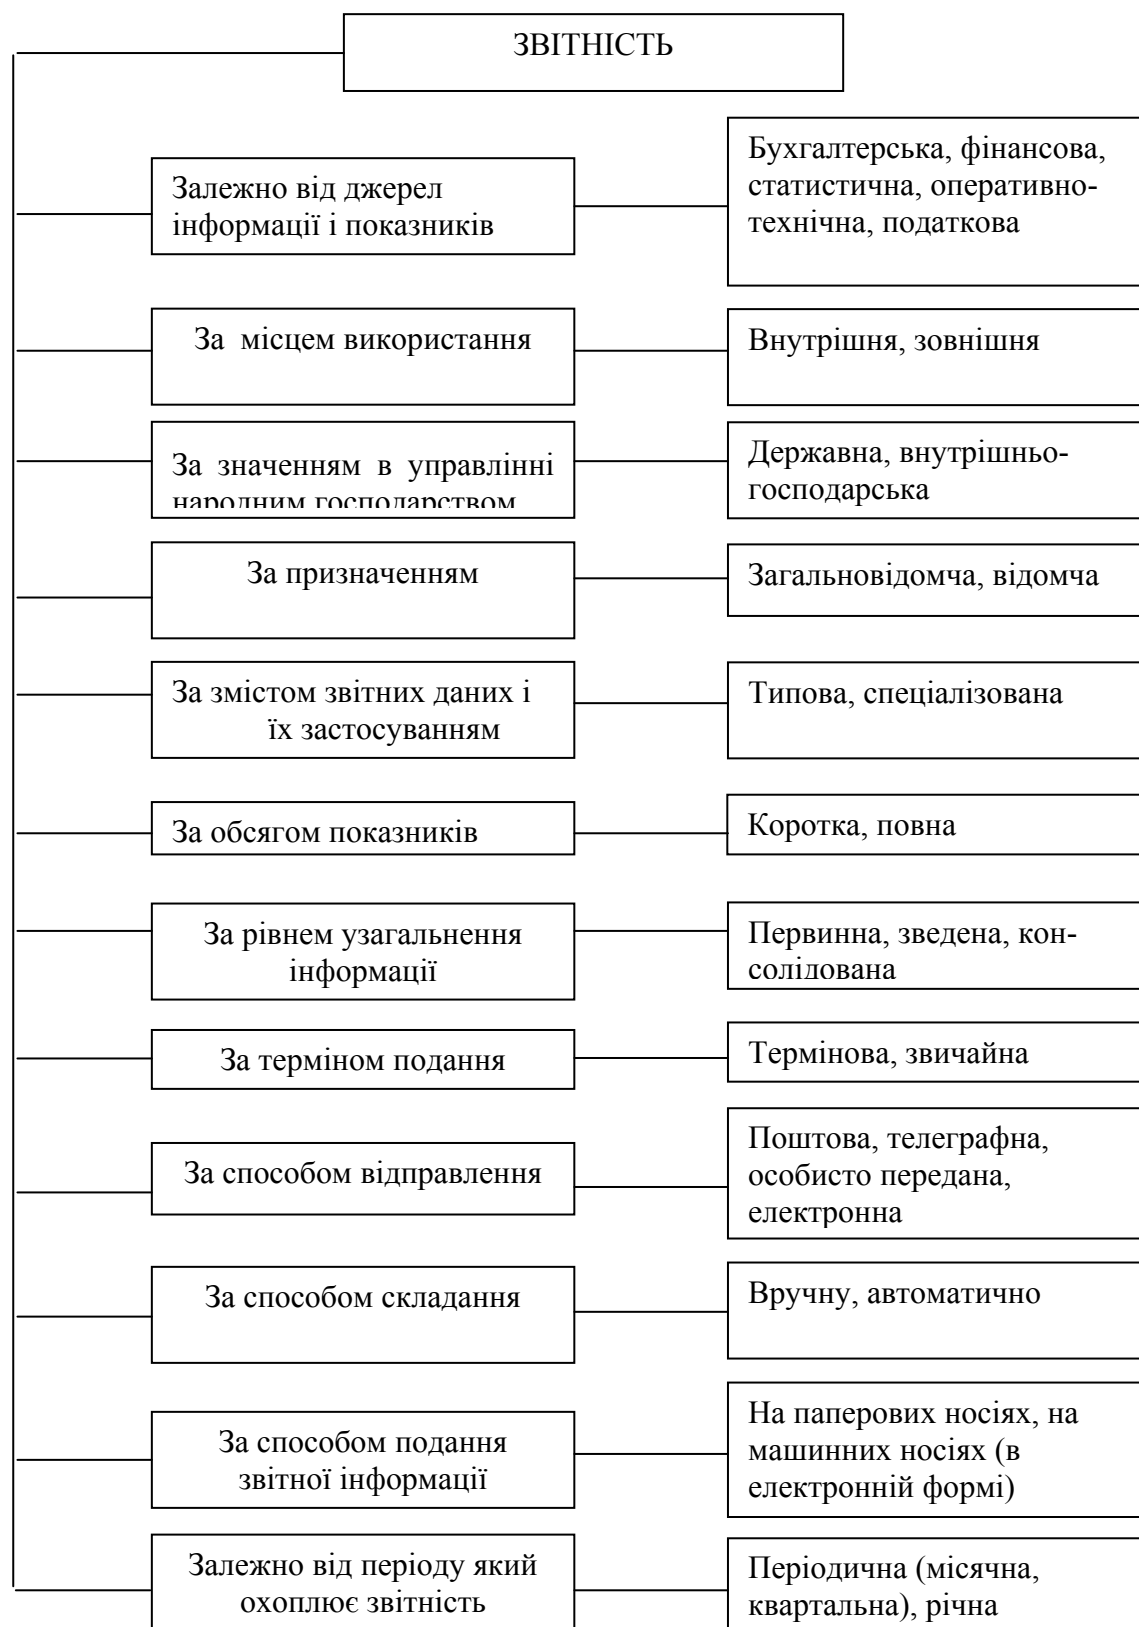 ЗВІТНІСТЬ
Залежно від джерел
інформації і показників
Бухгалтерська, фінансова,
статистична, оперативно-
технічна, податкова
За місцем використання
Внутрішня, зовнішня
За значенням в управлінні
народним господарством
Державна, внутрішньо-
господарська
За призначенням
Загальновідомча, відомча
За змістом звітних даних і
їх застосуванням
Типова, спеціалізована
За обсягом показників
Коротка, повна
За рівнем узагальнення
інформації
Первинна, зведена, кон-
солідована
За терміном подання
Термінова, звичайна
За способом відправлення
Поштова, телеграфна,
особисто передана,
електронна
За способом складання
Вручну, автоматично
За способом подання
звітної інформації
На паперових носіях, на
машинних носіях (в
електронній формі)
Залежно від періоду який
охоплює звітність
Періодична (місячна,
квартальна), річна